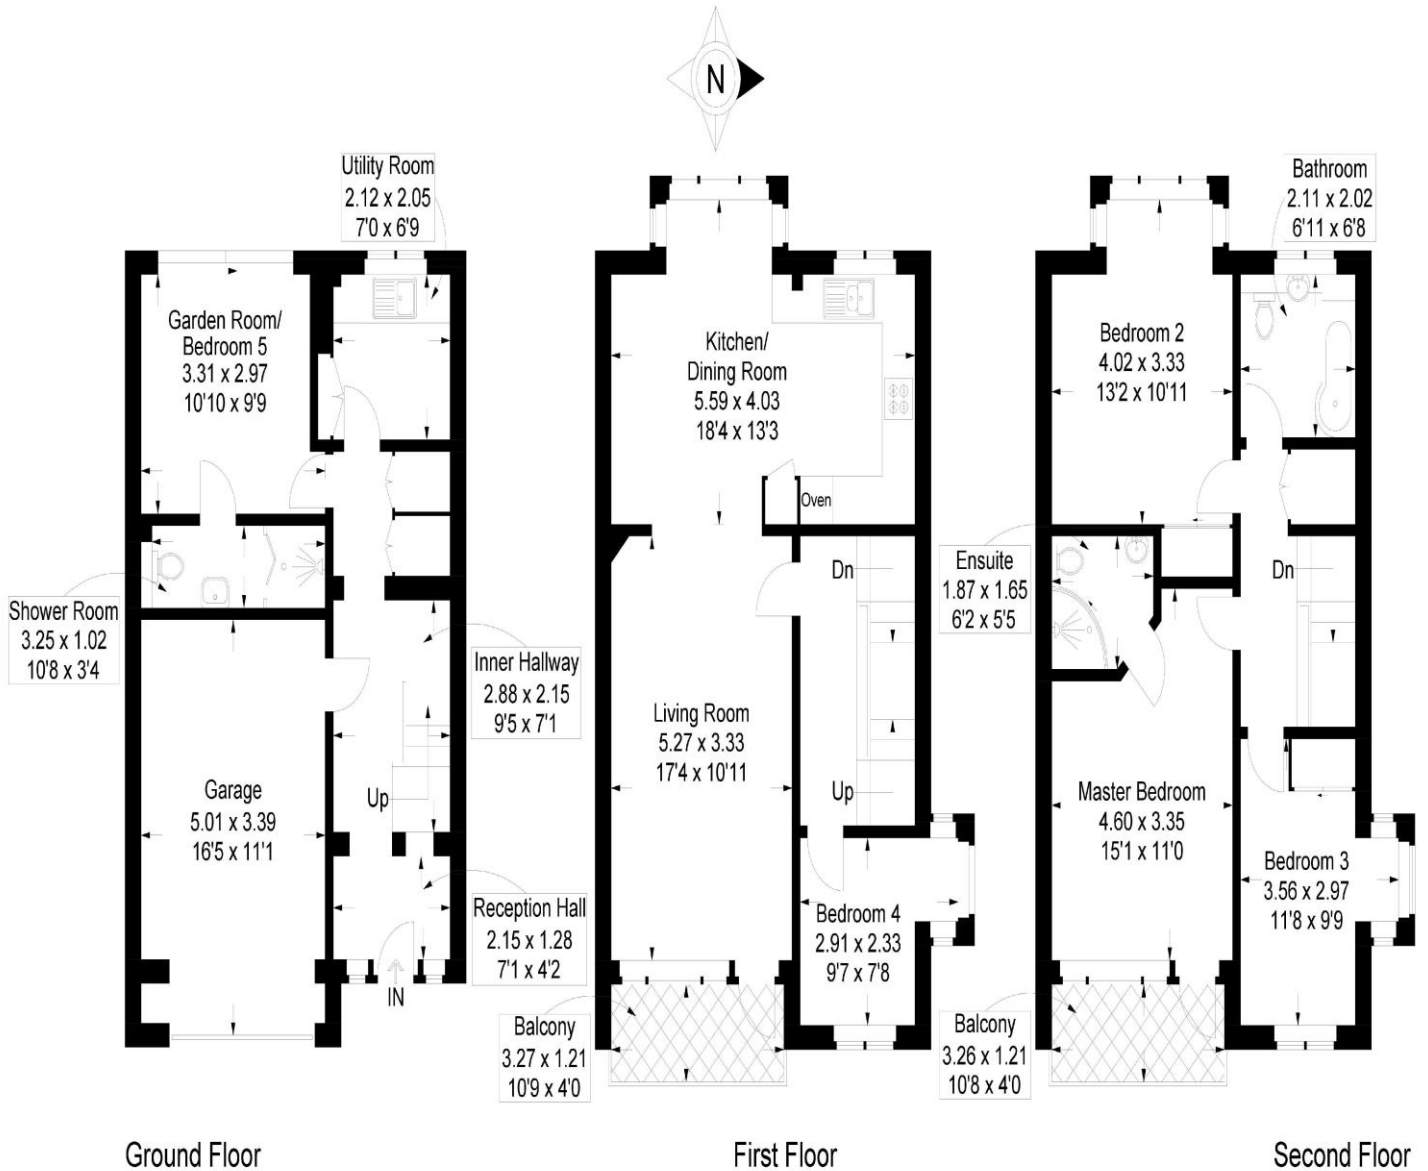 N
Utility Room
2.12 x 2.05
7'0 x 6'9
Garden Room/
Bedroom 5
3.31 x 2.97
10'10 x 9'9
Shower Room
3.25 x 1.02
10'8 x 3'4
Inner Hallway
2.88 x 2.15
9'5 x 7'1
Garage
5.01 x 3.39
16'5 x 11'1
Up
Reception Hall
2.15 x 1.28
7'1 x 4'2
IN
Ground Floor
Kitchen/
Dining Room
5.59 x 4.03
18'4 x 13'3
Oven
Dn
Living Room
5.27 x 3.33
17'4 x 10'11
Up
Bedroom 4
2.91 x 2.33
9'7 x 7'8
Balcony
3.27 x 1.21
10'9 x 4'0
First Floor
Bathroom
2.11 x 2.02
6'11 x 6'8
Bedroom 2
4.02 x 3.33
13'2 x 10'11
Ensuite
1.87 x 1.65
6'2 x 5'5
Dn
Master Bedroom
4.60 x 3.35
15'1 x 11'0
Bedroom 3
3.56 x 2.97
11'8 x 9'9
Balcony
3.26 x 1.21
10'8 x 4'0
Second Floor